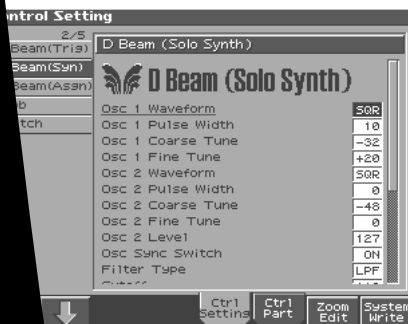 ontrol Setting
2/5
Beam(Trig) D Beam (Solo Synth)
Beam(Syn)
D Beam (Solo Synth)
Beam(Assgn)
Osc 1 Waveform SQR
Osc 1 Pulse Width 10
Osc 1 Coarse Tune -32
Osc 1 Fine Tune +20
Osc 2 Waveform SQR
Osc 2 Pulse Width 0
Osc 2 Coarse Tune -48
Osc 2 Fine Tune 0
Osc 2 Level 127
Osc Sync Switch ON
Filter Type LPF
Ctrl Setting
Ctrl Part
Zoom Edit
System Write